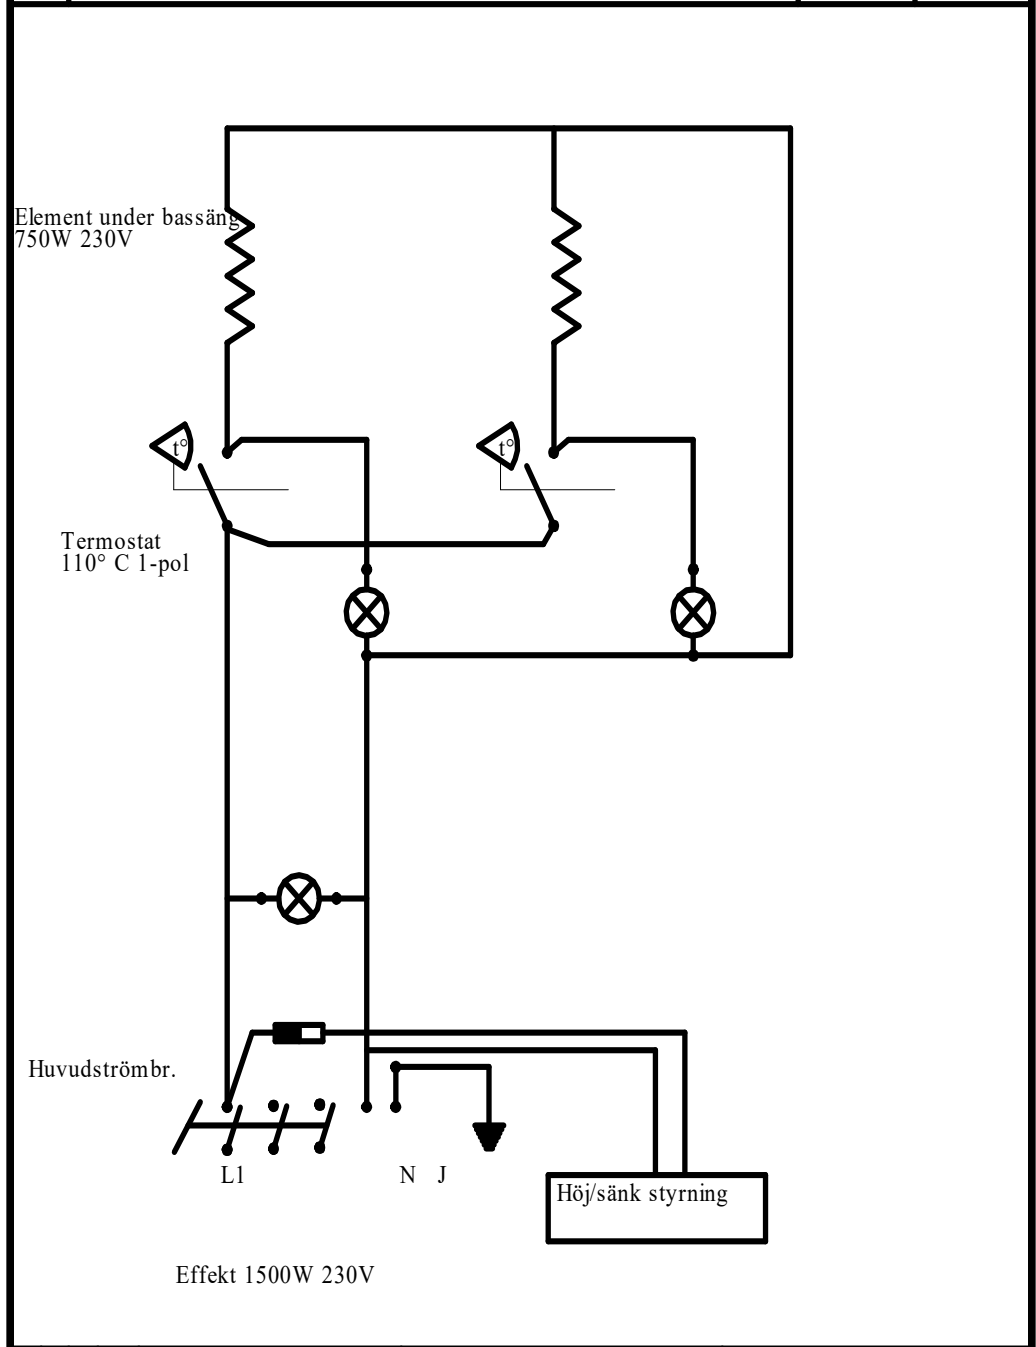 Element under bassäng
750W 230V
t°
t°
Termostat
110° C 1-pol
Huvudströmbr.
L1
N
J
Höj/sänk styrning
Effekt 1500W 230V